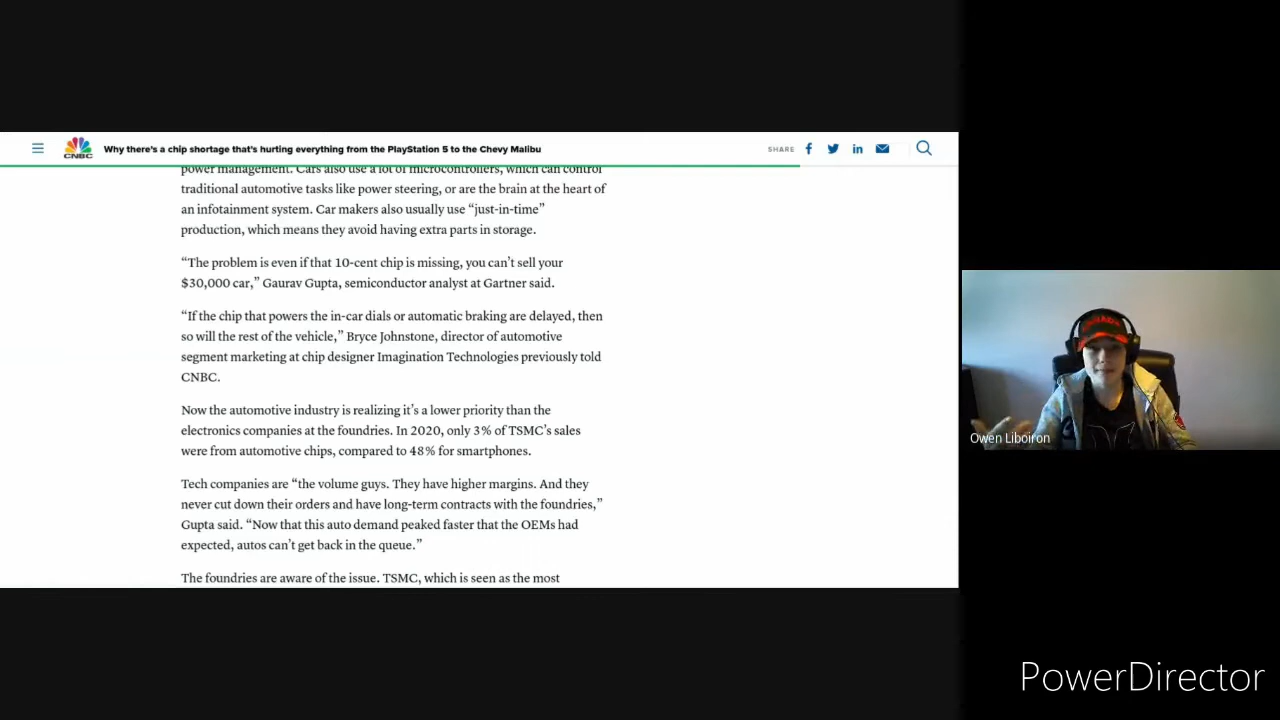 CNBC
Why there's a chip shortage that's hurting everything from the PlayStation 5 to the Chevy Malibu
SHARE
power management. Cars also use a lot of microcontrollers, which can control
traditional automotive tasks like power steering, or are the brain at the heart of
an infotainment system. Car makers also usually use “just-in-time”
production, which means they avoid having extra parts in storage.
“The problem is even if that 10-cent chip is missing, you can’t sell your
$30,000 car,” Gaurav Gupta, semiconductor analyst at Gartner said.
“If the chip that powers the in-car dials or automatic braking are delayed, then
so will the rest of the vehicle,” Bryce Johnstone, director of automotive
segment marketing at chip designer Imagination Technologies previously told
CNBC.
Now the automotive industry is realizing it’s a lower priority than the
electronics companies at the foundries. In 2020, only 3% of TSMC’s sales
were from automotive chips, compared to 48% for smartphones.
Tech companies are “the volume guys. They have higher margins. And they
never cut down their orders and have long-term contracts with the foundries,”
Gupta said. “Now that this auto demand peaked faster that the OEMs had
expected, autos can’t get back in the queue.”
The foundries are aware of the issue. TSMC, which is seen as the most
Owen Liboiron
PowerDirector